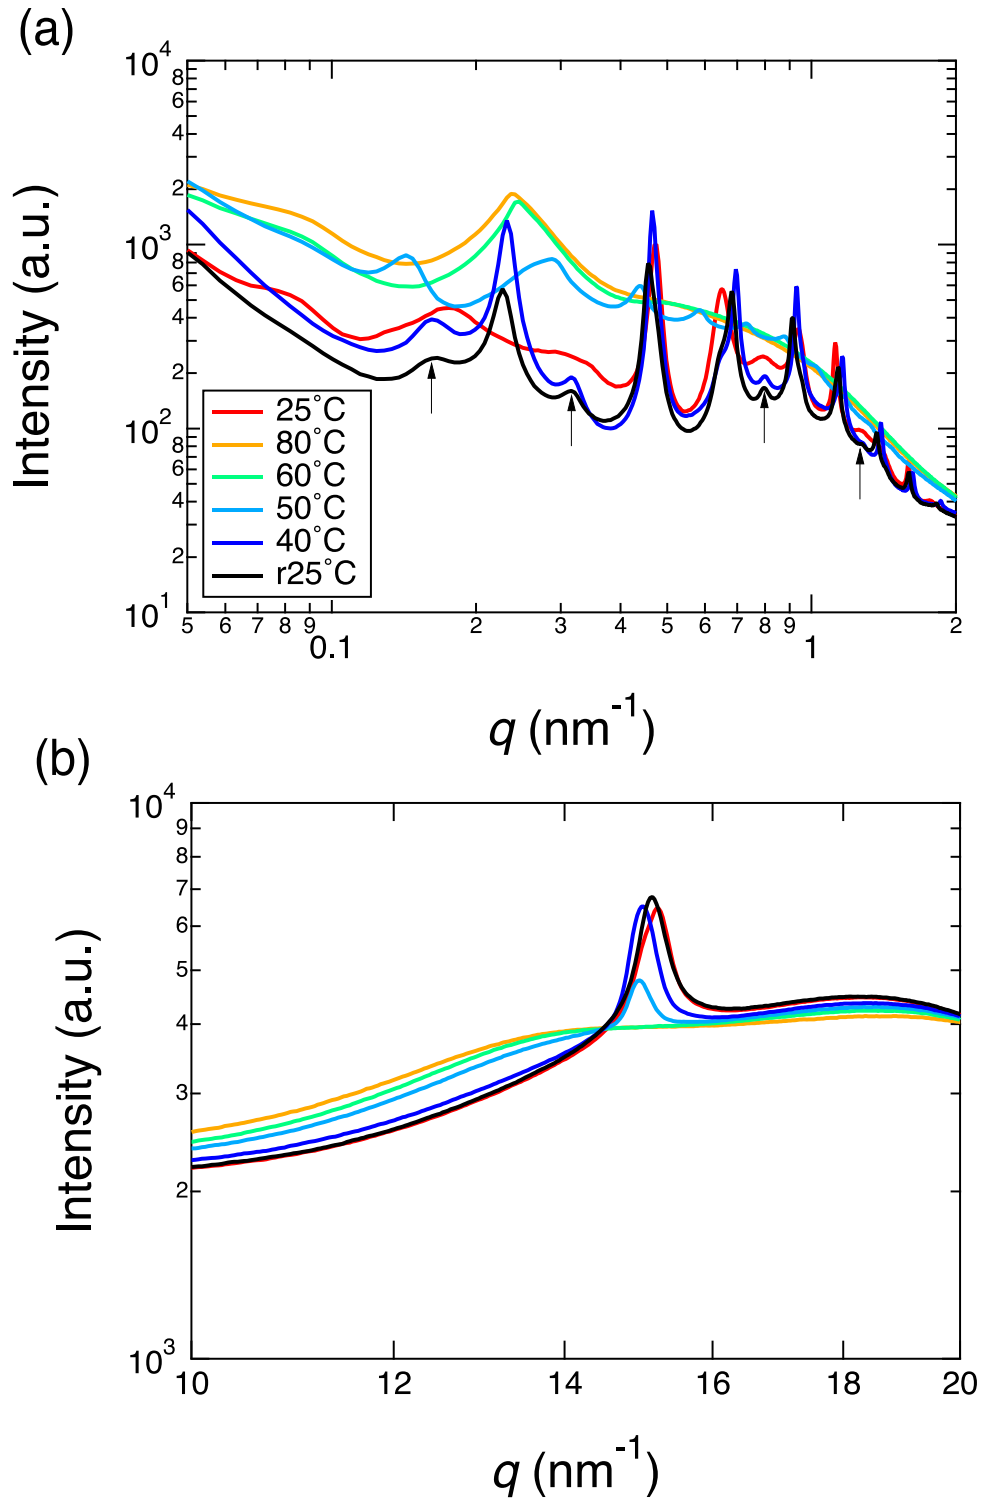 (a)
10^4
8
6
4
2
10^3
8
6
4
2
10^2
8
6
4
2
10^1
Intensity (a.u.)
25°C
80°C
60°C
50°C
40°C
r25°C
5 6 7 8 9 2 3 4 5 6 7 8 9 2
0.1 1
q (nm^-1)
(b)
10^4
9
8
7
6
5
4
3
2
10^3
Intensity (a.u.)
10 12 14 16 18 20
q (nm^-1)